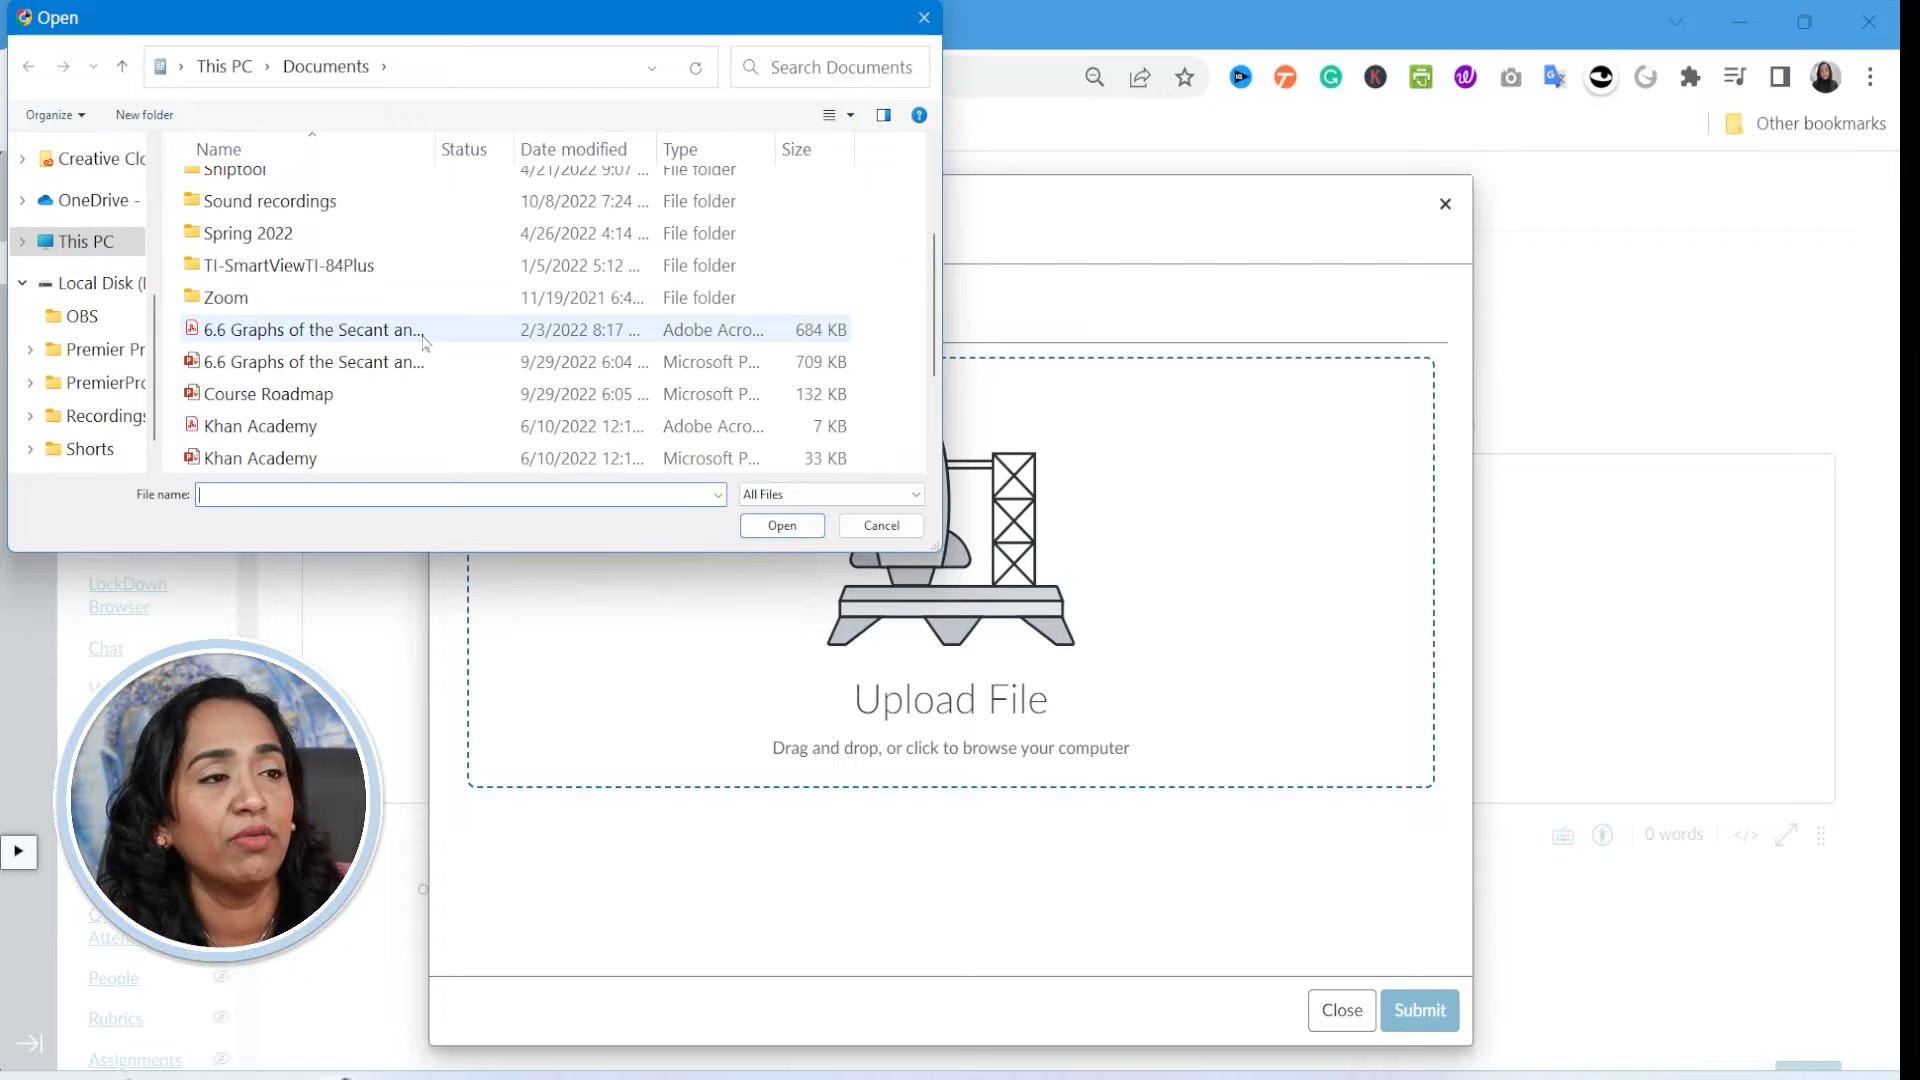 Open
This PC > Documents >
Search Documents
Organize
New folder
Name Status Date modified Type Size
Sniptool 4/21/2022 9:07 ... File folder
Sound recordings 10/8/2022 7:24 ... File folder
Spring 2022 4/26/2022 4:14 ... File folder
TI-SmartViewTI-84Plus 1/5/2022 5:12 ... File folder
Zoom 11/19/2021 6:4... File folder
6.6 Graphs of the Secant an... 2/3/2022 8:17 ... Adobe Acro... 684 KB
6.6 Graphs of the Secant an... 9/29/2022 6:04 ... Microsoft P... 709 KB
Course Roadmap 9/29/2022 6:05 ... Microsoft P... 132 KB
Khan Academy 6/10/2022 12:1... Adobe Acro... 7 KB
Khan Academy 6/10/2022 12:1... Microsoft P... 33 KB
Creative Clo
OneDrive -
This PC
Local Disk (
OBS
Premier Pr
PremierPro
Recordings
Shorts
File name:
All Files
Open
Cancel
Other bookmarks
Upload File
Drag and drop, or click to browse your computer
Close
Submit
0 words
</>
LockDown
Browser
Chat
People
Rubrics
Assignments